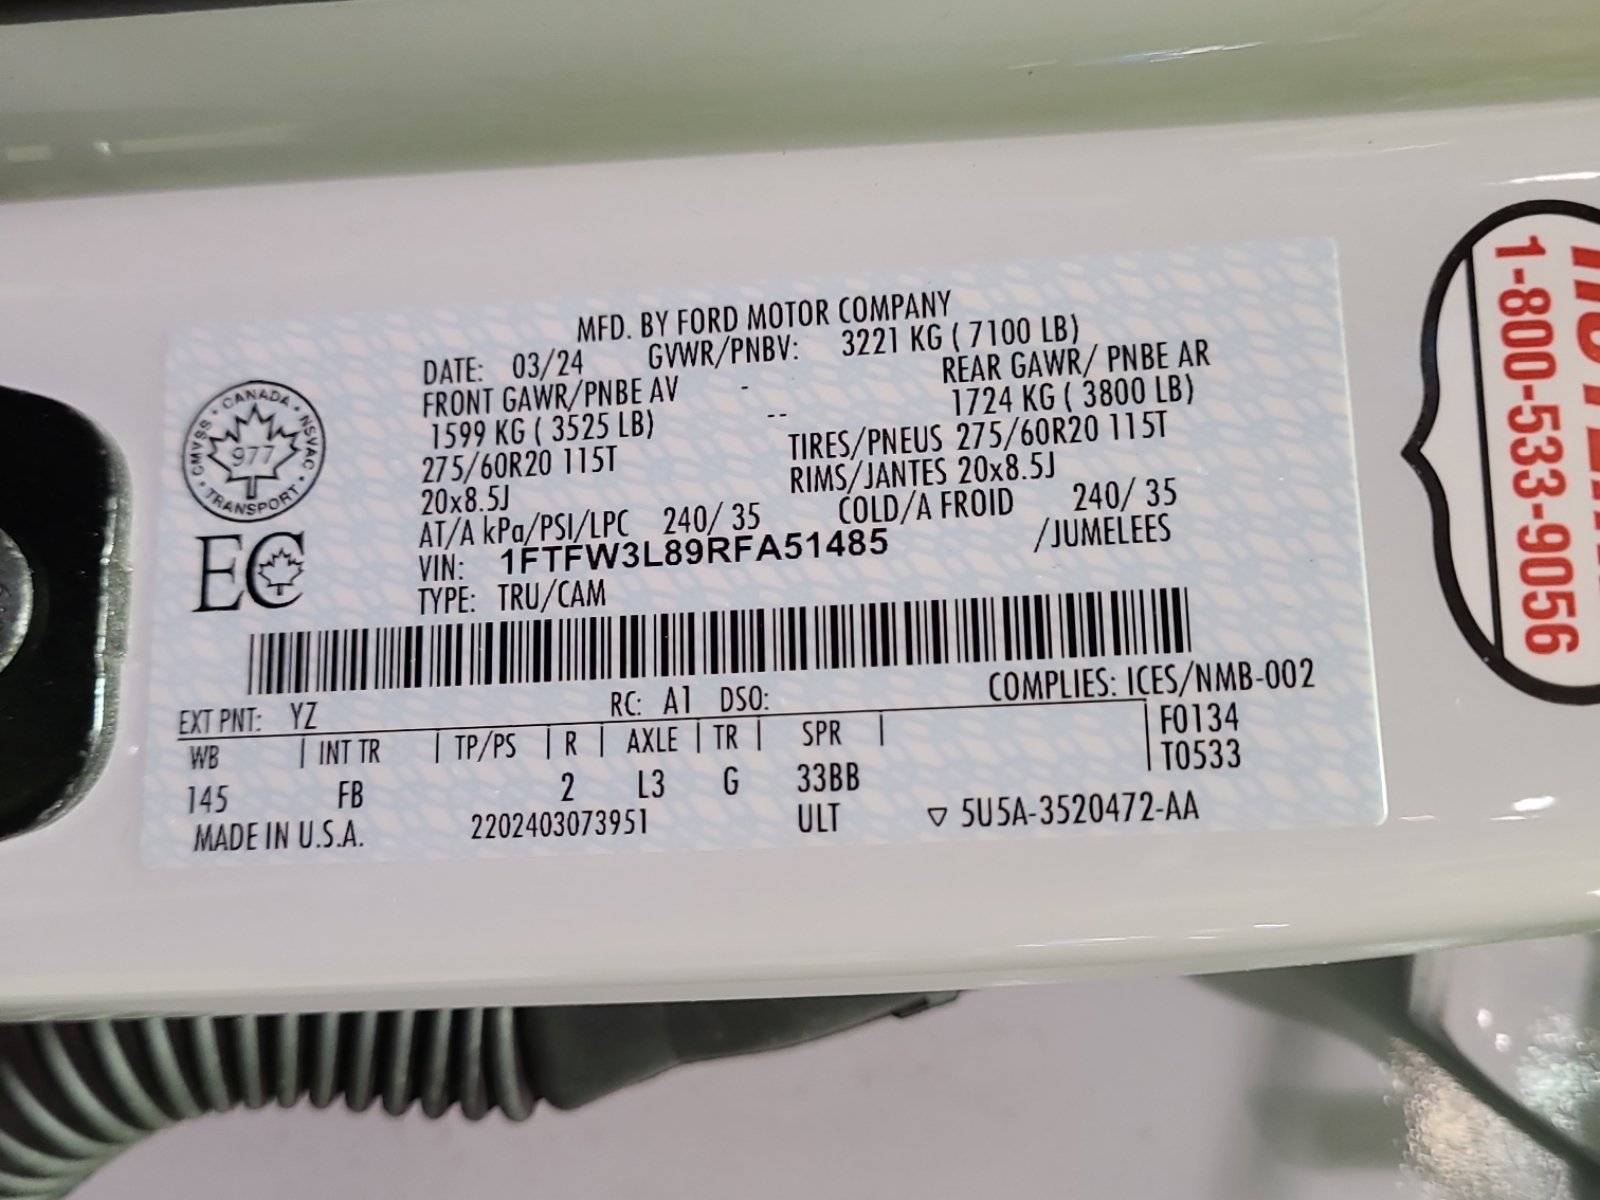 MFD. BY FORD MOTOR COMPANY
DATE: 03/24 GVWR/PNBV: 3221 KG ( 7100 LB)
FRONT GAWR/PNBE AV - REAR GAWR/ PNBE AR
1599 KG ( 3525 LB) -- 1724 KG ( 3800 LB)
275/60R20 115T TIRES/PNEUS 275/60R20 115T
20x8.5J RIMS/JANTES 20x8.5J
AT/A kPa/PSI/LPC 240/ 35 COLD/A FROID 240/ 35
VIN: 1FTFW3L89RFA51485 /JUMELEES
TYPE: TRU/CAM
CANADA · NSVAC · TRANSPORT · CMVSS
977
EC
EXT PNT: YZ RC: A1 DSO: COMPLIES: ICES/NMB-002
WB | INT TR | TP/PS | R | AXLE | TR | SPR | F0134
T0533
145 FB 2 L3 G 33BB
MADE IN U.S.A. 2202403073951 ULT ▽ 5U5A-3520472-AA
1-800-533-9056